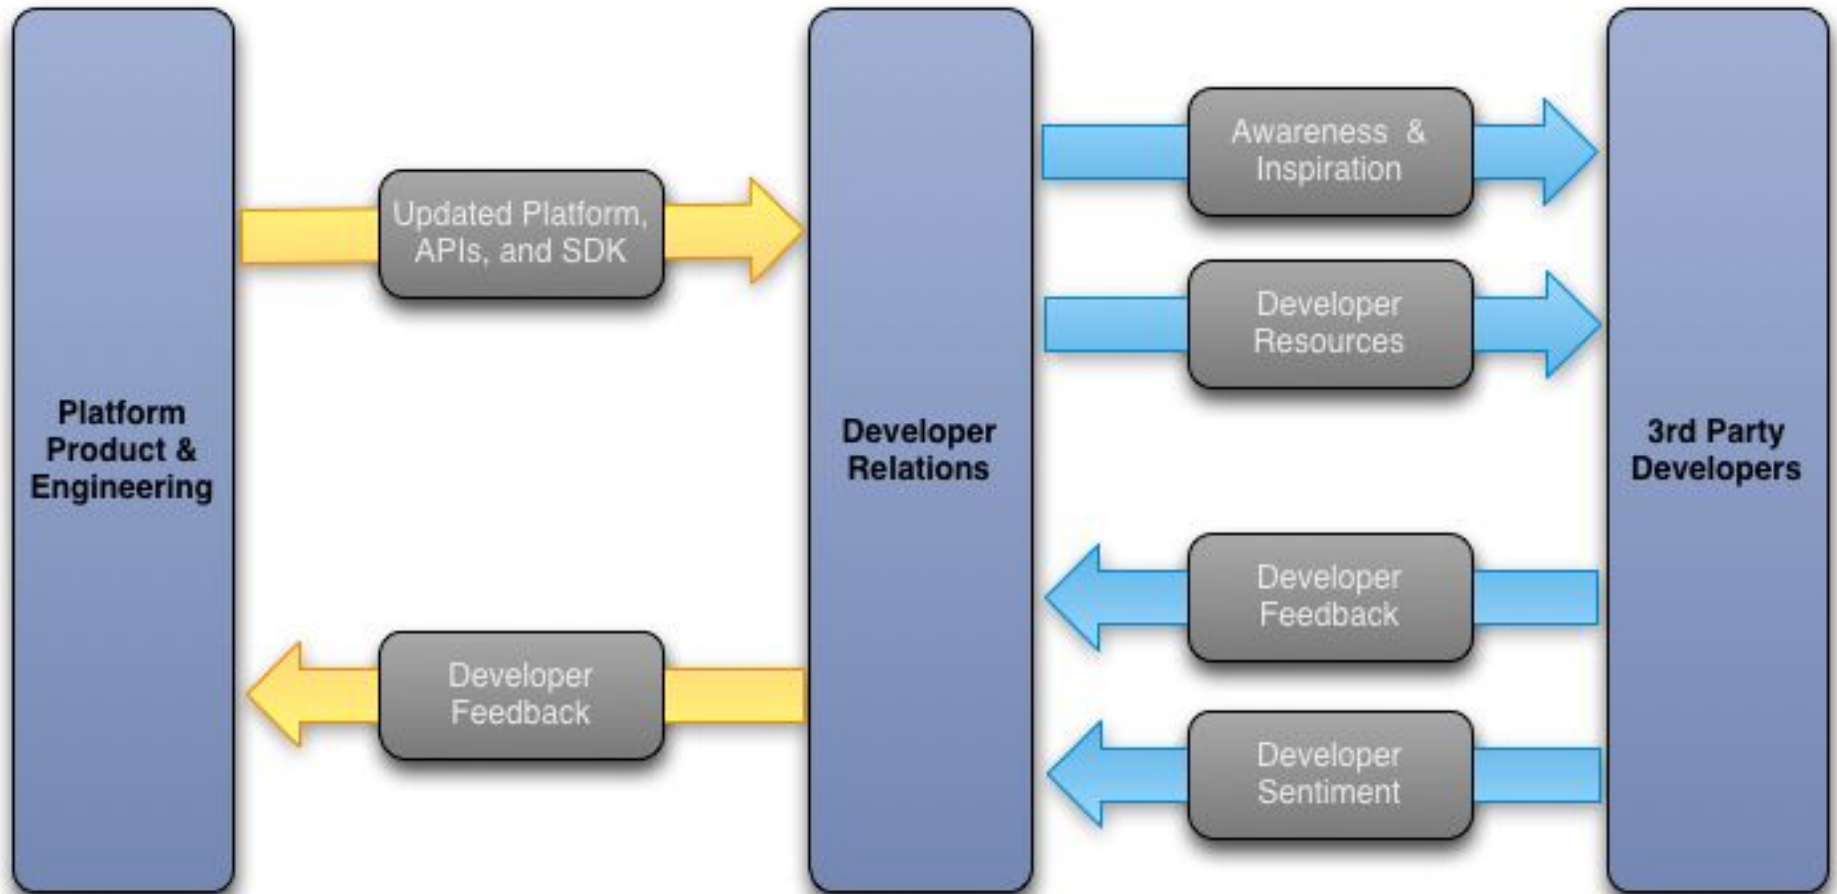 Platform
Product &
Engineering
Updated Platform,
APIs, and SDK
Developer
Feedback
Developer
Relations
Awareness & 
Inspiration
Developer
Resources
Developer
Feedback
Developer
Sentiment
3rd Party
Developers